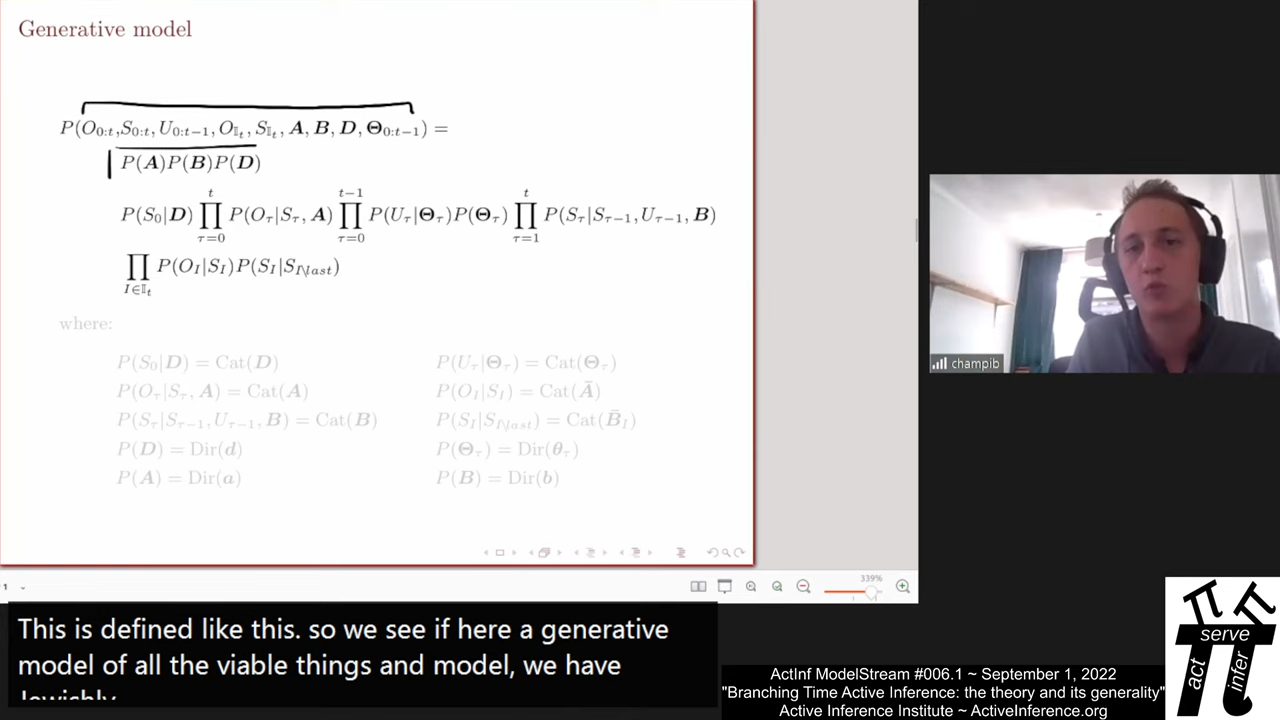 Generative model
P(O_{0:t}, S_{0:t}, U_{0:t−1}, O_{𝕀_t}, S_{𝕀_t}, A, B, D, Θ_{0:t−1}) =
P(A)P(B)P(D)
P(S_0|D) ∏_{τ=0}^{t} P(O_τ|S_τ, A) ∏_{τ=0}^{t−1} P(U_τ|Θ_τ)P(Θ_τ) ∏_{τ=1}^{t} P(S_τ|S_{τ−1}, U_{τ−1}, B)
∏_{I∈𝕀_t} P(O_I|S_I)P(S_I|S_{I\last})
where:
P(S_0|D) = Cat(D) P(U_τ|Θ_τ) = Cat(Θ_τ)
P(O_τ|S_τ, A) = Cat(A) P(O_I|S_I) = Cat(Ā)
P(S_τ|S_{τ−1}, U_{τ−1}, B) = Cat(B) P(S_I|S_{I\last}) = Cat(B̄_I)
P(D) = Dir(d) P(Θ_τ) = Dir(θ_τ)
P(A) = Dir(a) P(B) = Dir(b)
1
339%
champib
This is defined like this. so we see if here a generative
model of all the viable things and model, we have
ActInf ModelStream #006.1 ~ September 1, 2022
"Branching Time Active Inference: the theory and its generality"
Active Inference Institute ~ ActiveInference.org
serve
act
infer